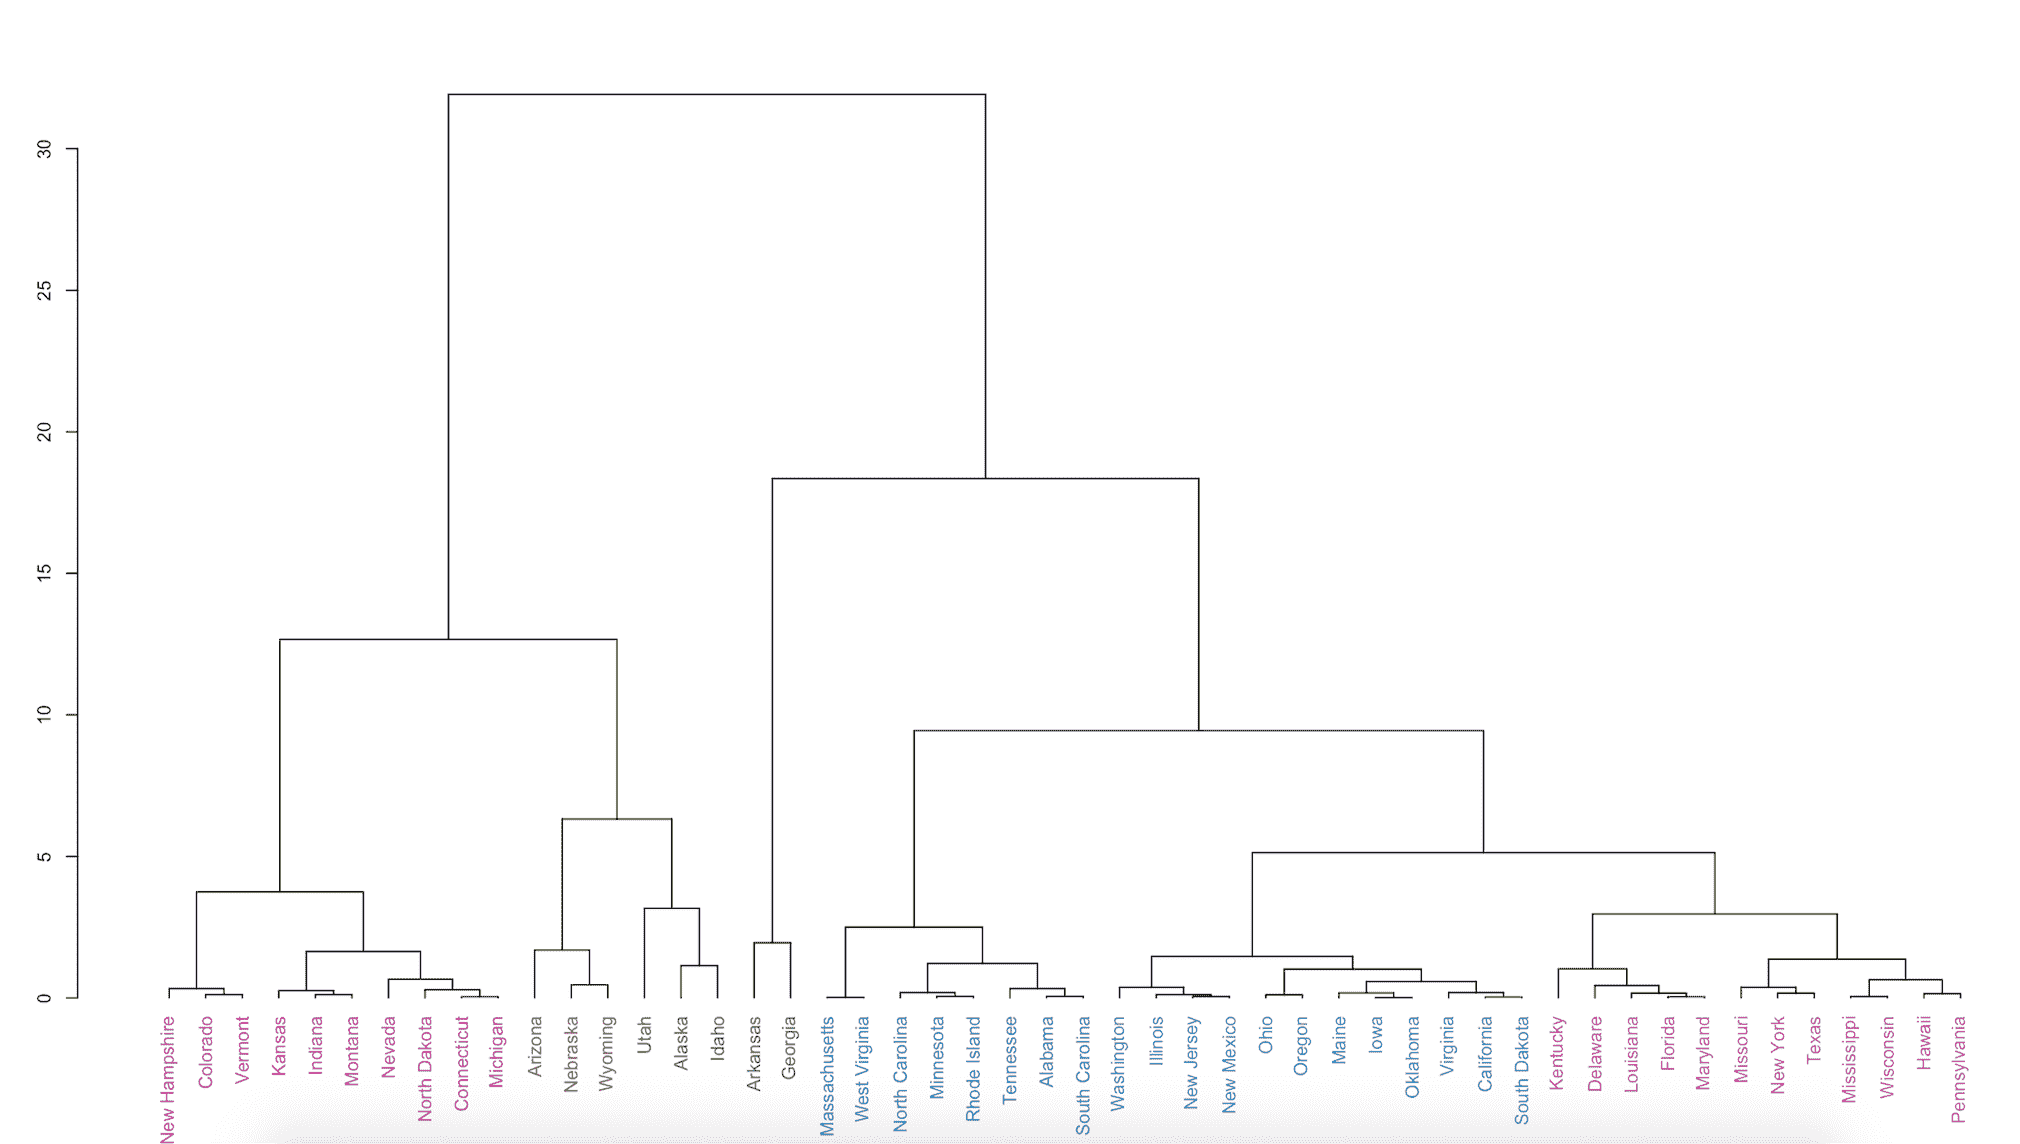 30
25
20
15
10
5
0
New Hampshire
Colorado
Vermont
Kansas
Indiana
Montana
Nevada
North Dakota
Connecticut
Michigan
Arizona
Nebraska
Wyoming
Utah
Alaska
Idaho
Arkansas
Georgia
Massachusetts
West Virginia
North Carolina
Minnesota
Rhode Island
Tennessee
Alabama
South Carolina
Washington
Illinois
New Jersey
New Mexico
Ohio
Oregon
Maine
Iowa
Oklahoma
Virginia
California
South Dakota
Kentucky
Delaware
Louisiana
Florida
Maryland
Missouri
New York
Texas
Mississippi
Wisconsin
Hawaii
Pennsylvania